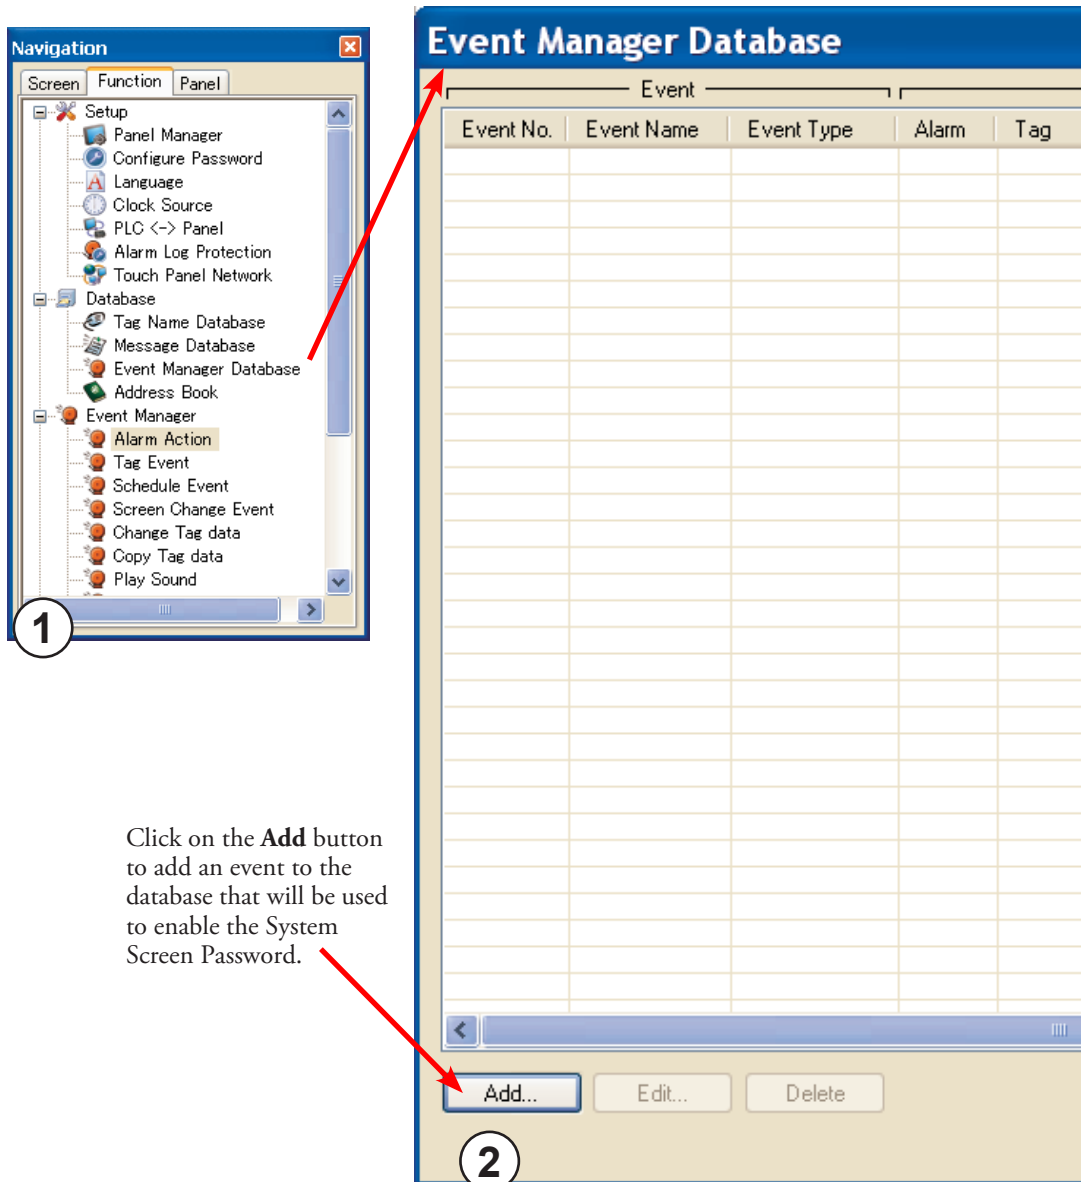 Navigation
Screen Function Panel
Setup
Panel Manager
Configure Password
Language
Clock Source
PLC <-> Panel
Alarm Log Protection
Touch Panel Network
Database
Tag Name Database
Message Database
Event Manager Database
Address Book
Event Manager
Alarm Action
Tag Event
Schedule Event
Screen Change Event
Change Tag data
Copy Tag data
Play Sound
1
Event Manager Database
Event
Event No. Event Name Event Type Alarm Tag
Click on the Add button
to add an event to the
database that will be used
to enable the System
Screen Password.
Add... Edit... Delete
2